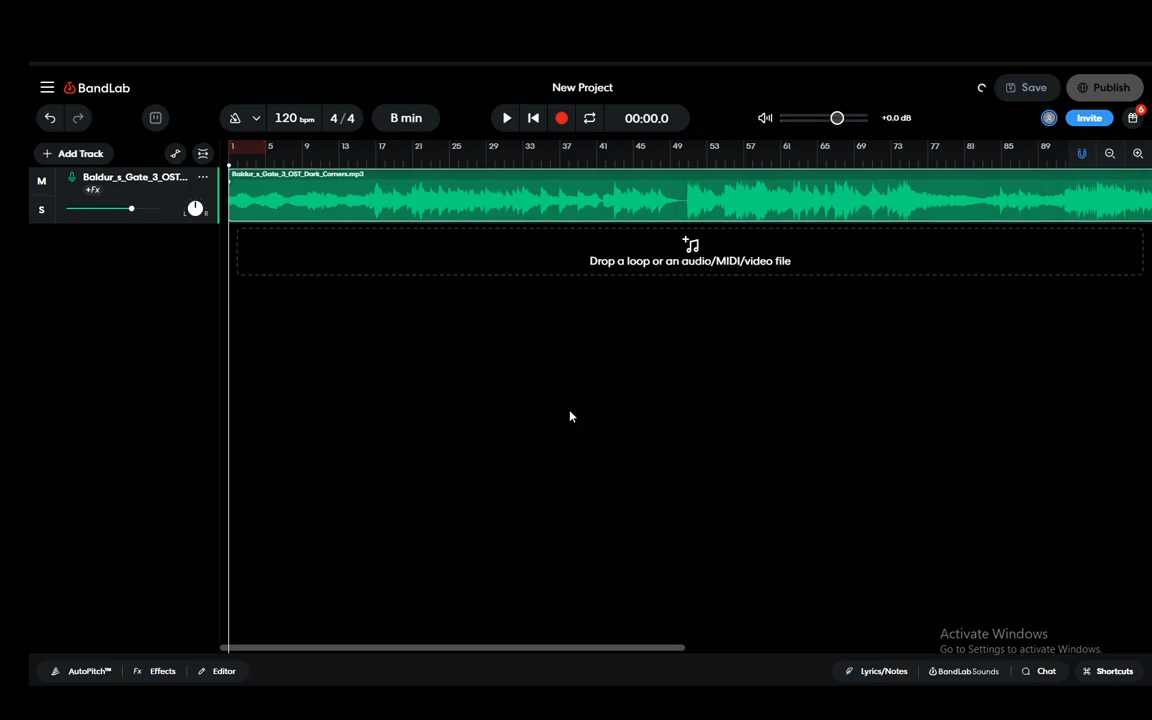 BandLab
New Project
Save
Publish
120 bpm
4/4
B min
00:00.0
+0.0 dB
Invite
6
Add Track
1 5 9 13 17 21 25 29 33 37 41 45 49 53 57 61 65 69 73 77 81 85 89
M
Baldur_s_Gate_3_OST...
+Fx
S
L R
Baldur_s_Gate_3_OST_Dark_Corners.mp3
Drop a loop or an audio/MIDI/video file
Activate Windows
Go to Settings to activate Windows.
AutoPitch™
Fx Effects
Editor
Lyrics/Notes
BandLab Sounds
Chat
Shortcuts